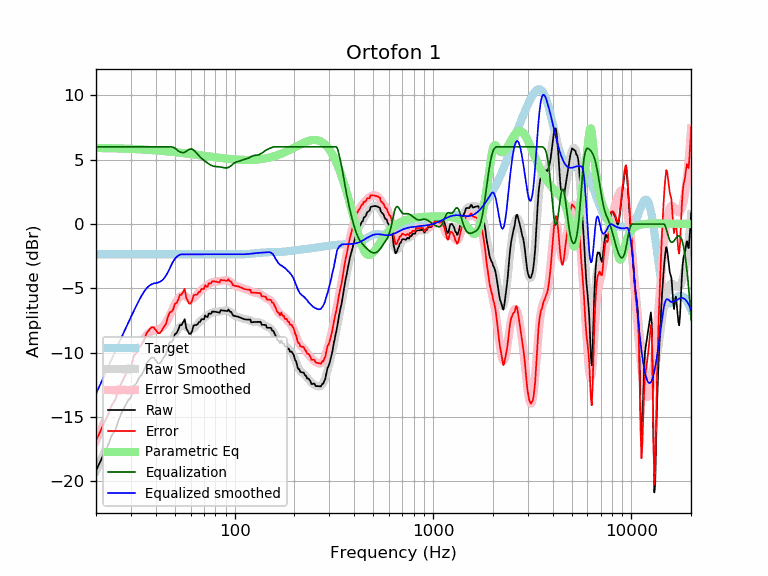 Ortofon 1
Amplitude (dBr)
10
5
0
−5
−10
−15
−20
Target
Raw Smoothed
Error Smoothed
Raw
Error
Parametric Eq
Equalization
Equalized smoothed
100
1000
10000
Frequency (Hz)